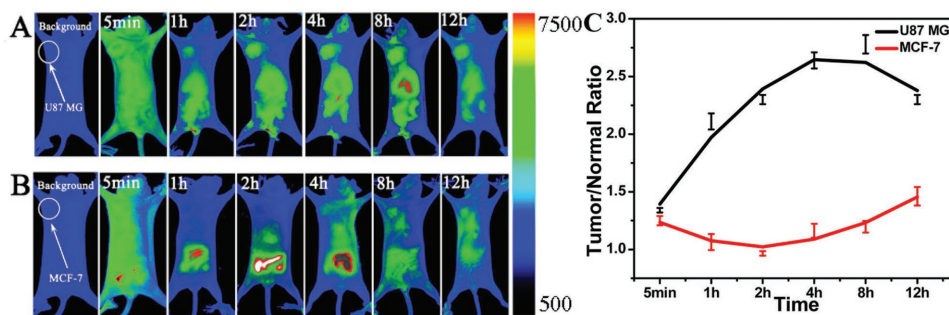 A
Background
5min
1h
2h
4h
8h
12h
U87 MG
B
Background
5min
1h
2h
4h
8h
12h
MCF-7
7500
500
C
U87 MG
MCF-7
Tumor/Normal Ratio
3.0
2.5
2.0
1.5
1.0
5min
1h
2h
4h
8h
12h
Time